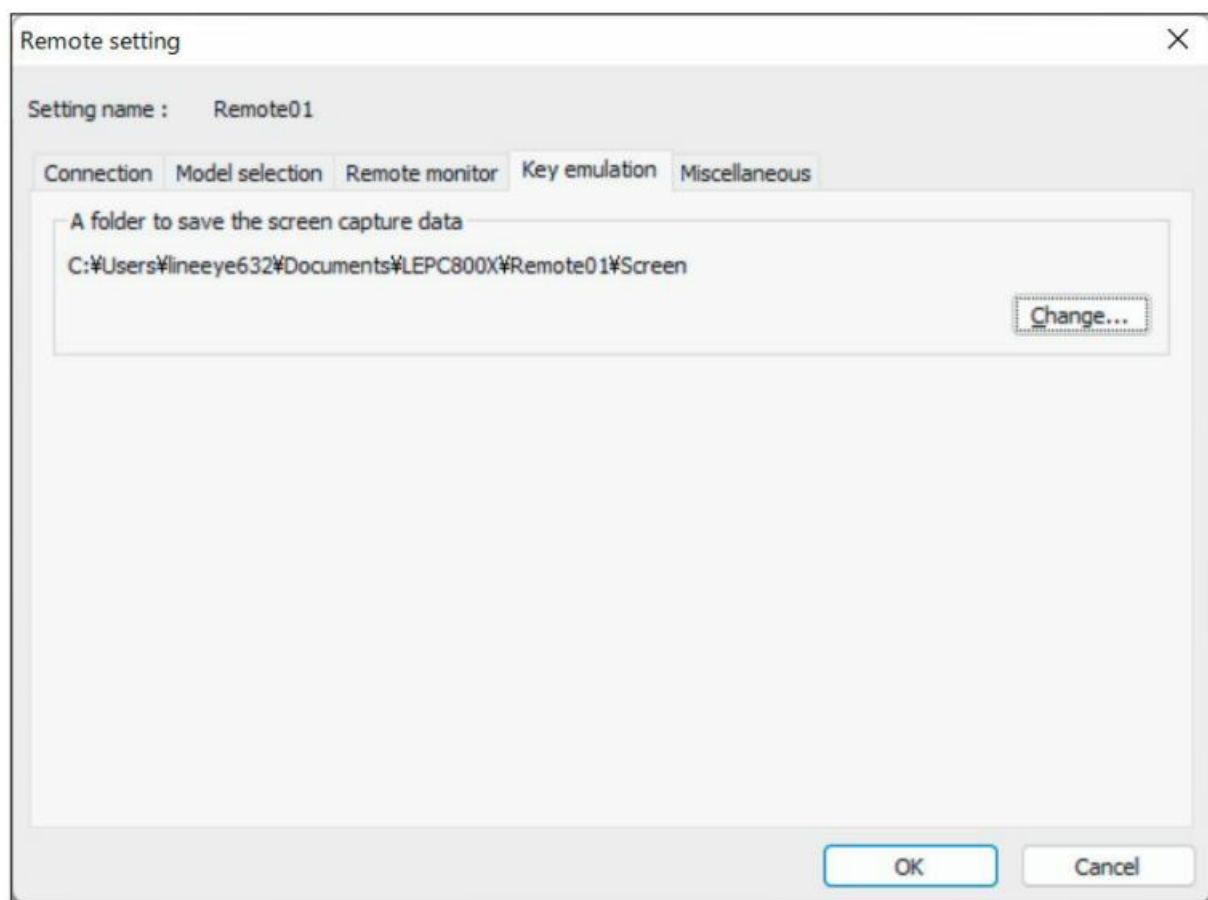 Remote setting
Setting name : Remote01
Connection Model selection Remote monitor Key emulation Miscellaneous
A folder to save the screen capture data
C:¥Users¥lineeye632¥Documents¥LEPC800X¥Remote01¥Screen
Change...
OK Cancel